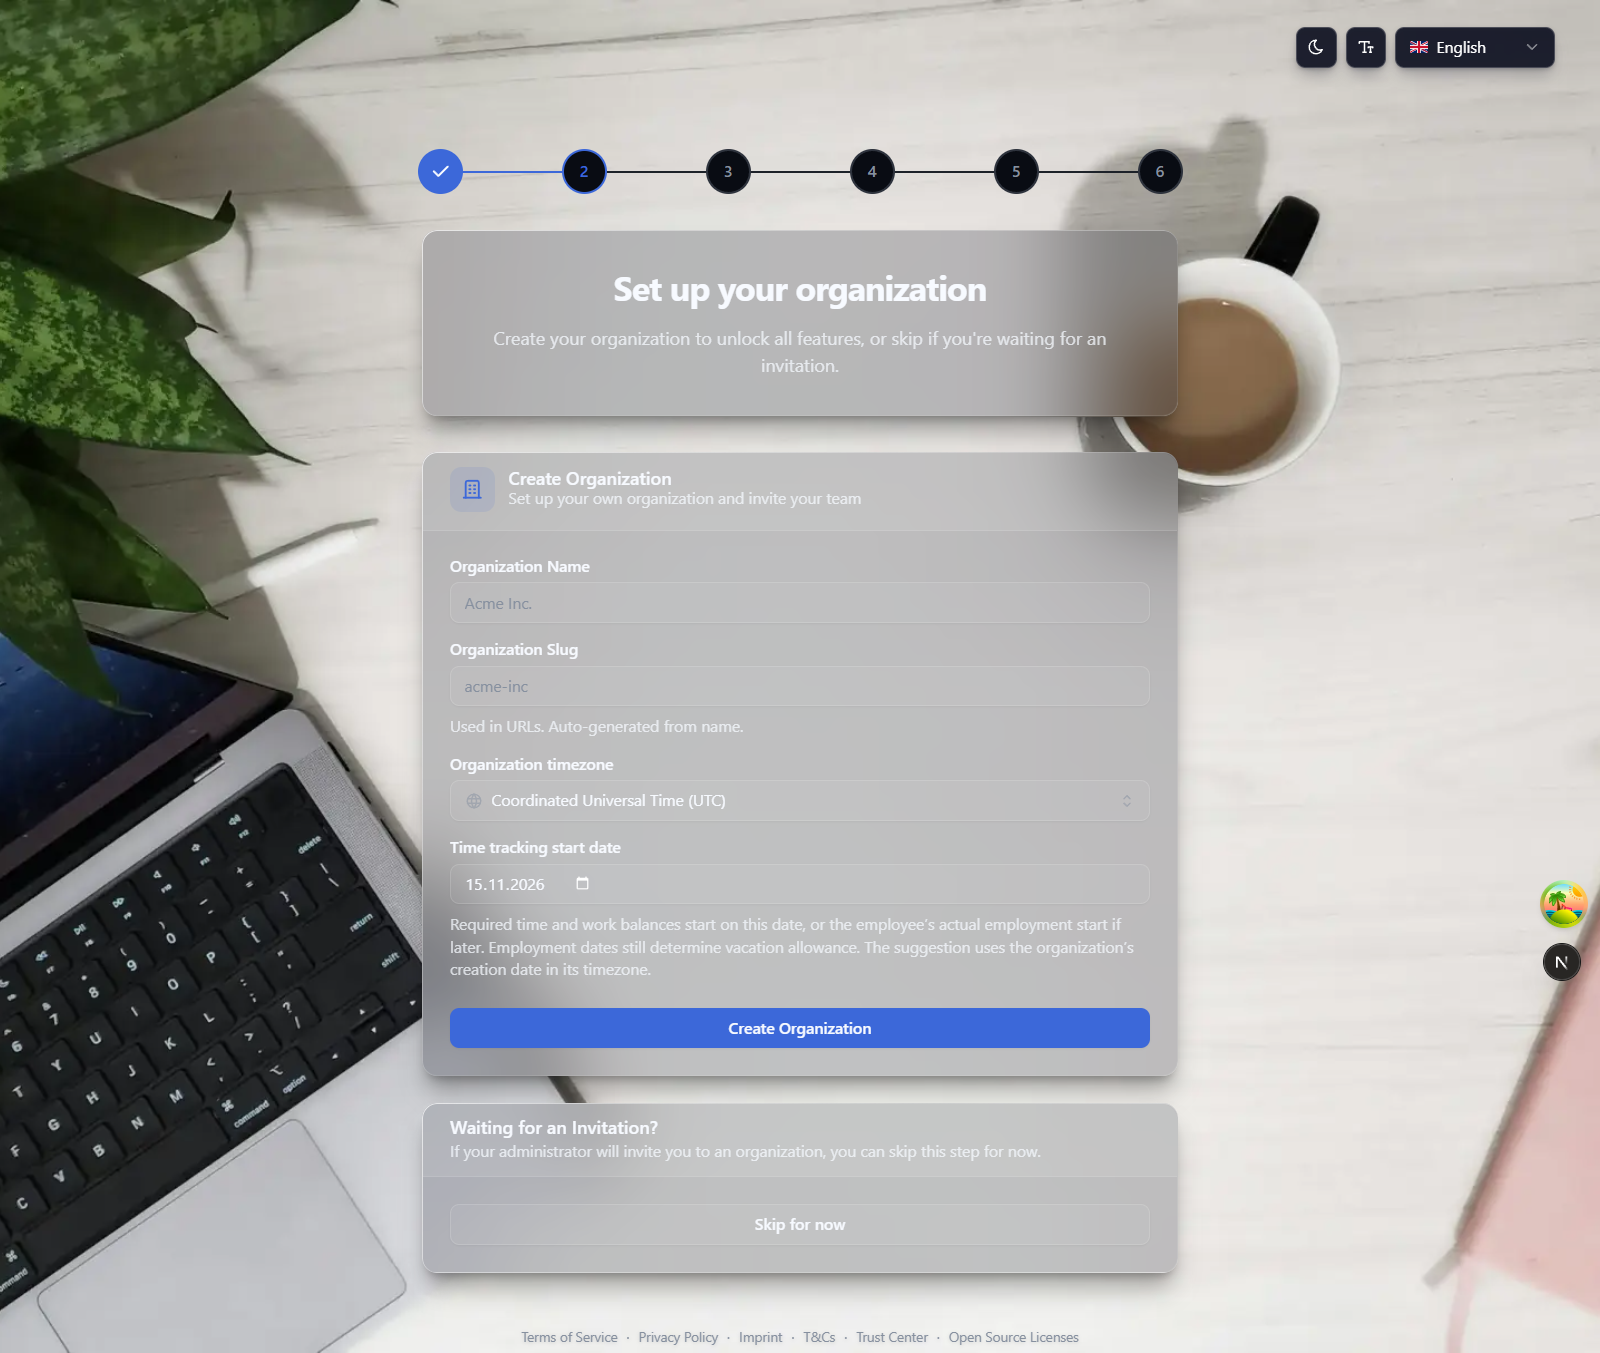 English
2
3
4
5
6
Set up your organization
Create your organization to unlock all features, or skip if you're waiting for an
invitation.
Create Organization
Set up your own organization and invite your team
Organization Name
Acme Inc.
Organization Slug
acme-inc
Used in URLs. Auto-generated from name.
Organization timezone
Coordinated Universal Time (UTC)
Time tracking start date
15.11.2026
Required time and work balances start on this date, or the employee's actual employment start if
later. Employment dates still determine vacation allowance. The suggestion uses the organization's
creation date in its timezone.
Create Organization
Waiting for an Invitation?
If your administrator will invite you to an organization, you can skip this step for now.
Skip for now
Terms of Service · Privacy Policy · Imprint · T&Cs · Trust Center · Open Source Licenses
N
delete
return
shift
option
command
command